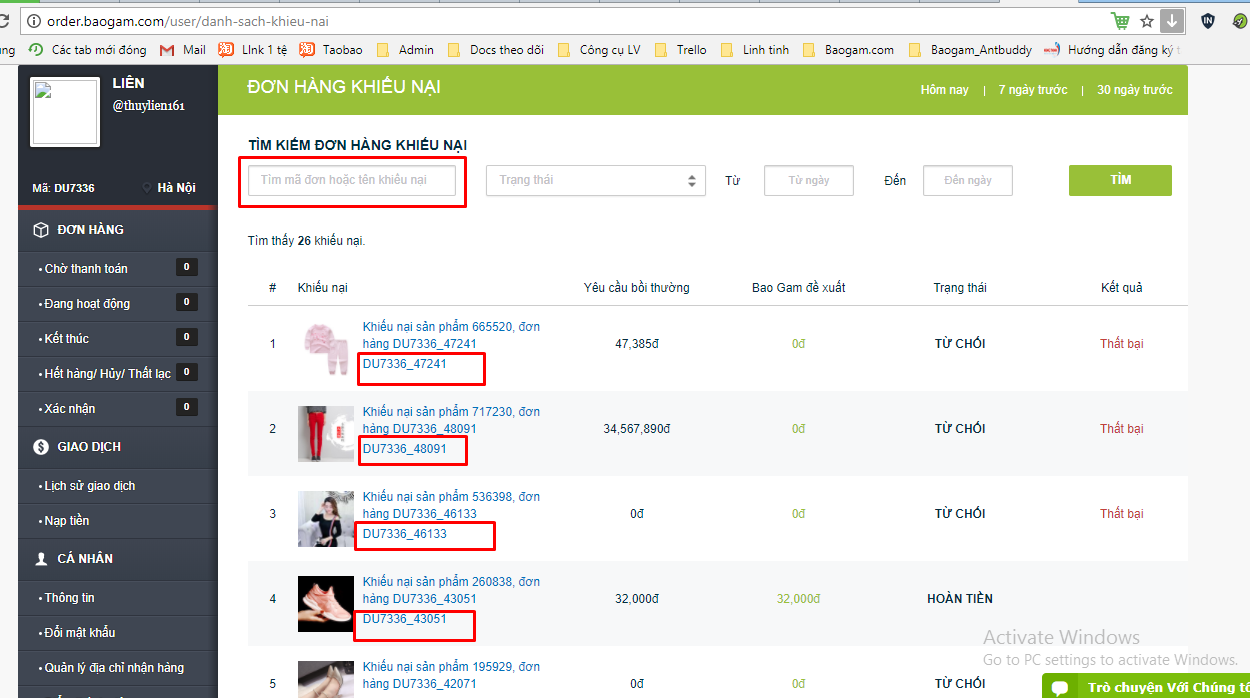 order.baogam.com/user/danh-sach-khieu-nai
Các tab mới đóng Mail LInk 1 tệ Taobao Admin Docs theo dõi Công cụ LV Trello Linh tinh Baogam.com Baogam_Antbuddy Hướng dẫn đăng ký
LIÊN
@thuylien161
Mã: DU7336 Hà Nội
ĐƠN HÀNG
• Chờ thanh toán 0
• Đang hoạt động 0
• Kết thúc 0
• Hết hàng/ Hủy/ Thất lạc 0
• Xác nhận 0
GIAO DỊCH
• Lịch sử giao dịch
• Nạp tiền
CÁ NHÂN
• Thông tin
• Đổi mật khẩu
• Quản lý địa chỉ nhận hàng
ĐƠN HÀNG KHIẾU NẠI
Hôm nay | 7 ngày trước | 30 ngày trước
TÌM KIẾM ĐƠN HÀNG KHIẾU NẠI
Tìm mã đơn hoặc tên khiếu nại Trạng thái Từ Từ ngày Đến Đến ngày TÌM
Tìm thấy 26 khiếu nại.
# Khiếu nại Yêu cầu bồi thường Bao Gam đề xuất Trạng thái Kết quả
Khiếu nại sản phẩm 665520, đơn
1 hàng DU7336_47241 47,385đ 0đ TỪ CHỐI Thất bại
DU7336_47241
Khiếu nại sản phẩm 717230, đơn
2 hàng DU7336_48091 34,567,890đ 0đ TỪ CHỐI Thất bại
DU7336_48091
Khiếu nại sản phẩm 536398, đơn
3 hàng DU7336_46133 0đ 0đ TỪ CHỐI Thất bại
DU7336_46133
Khiếu nại sản phẩm 260838, đơn
4 hàng DU7336_43051 32,000đ 32,000đ HOÀN TIỀN
DU7336_43051
Khiếu nại sản phẩm 195929, đơn
5 hàng DU7336_42071 0đ 0đ TỪ CHỐI
Activate Windows
Go to PC settings to activate Windows.
Trò chuyện Với Chúng tô